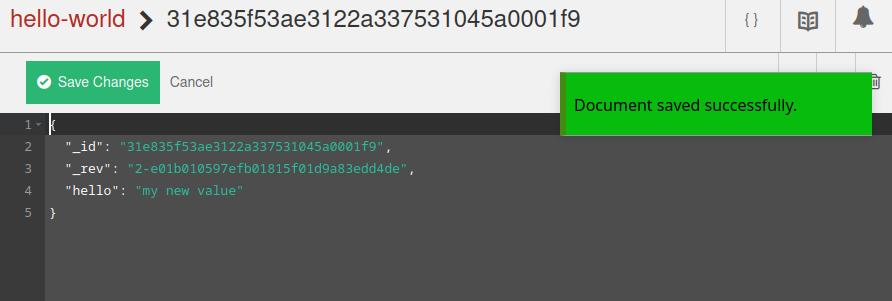 hello-world > 31e835f53ae3122a337531045a0001f9 { }
Save Changes Cancel
Document saved successfully.
1 {
2 "_id": "31e835f53ae3122a337531045a0001f9",
3 "_rev": "2-e01b010597efb01815f01d9a83edd4de",
4 "hello": "my new value"
5 }